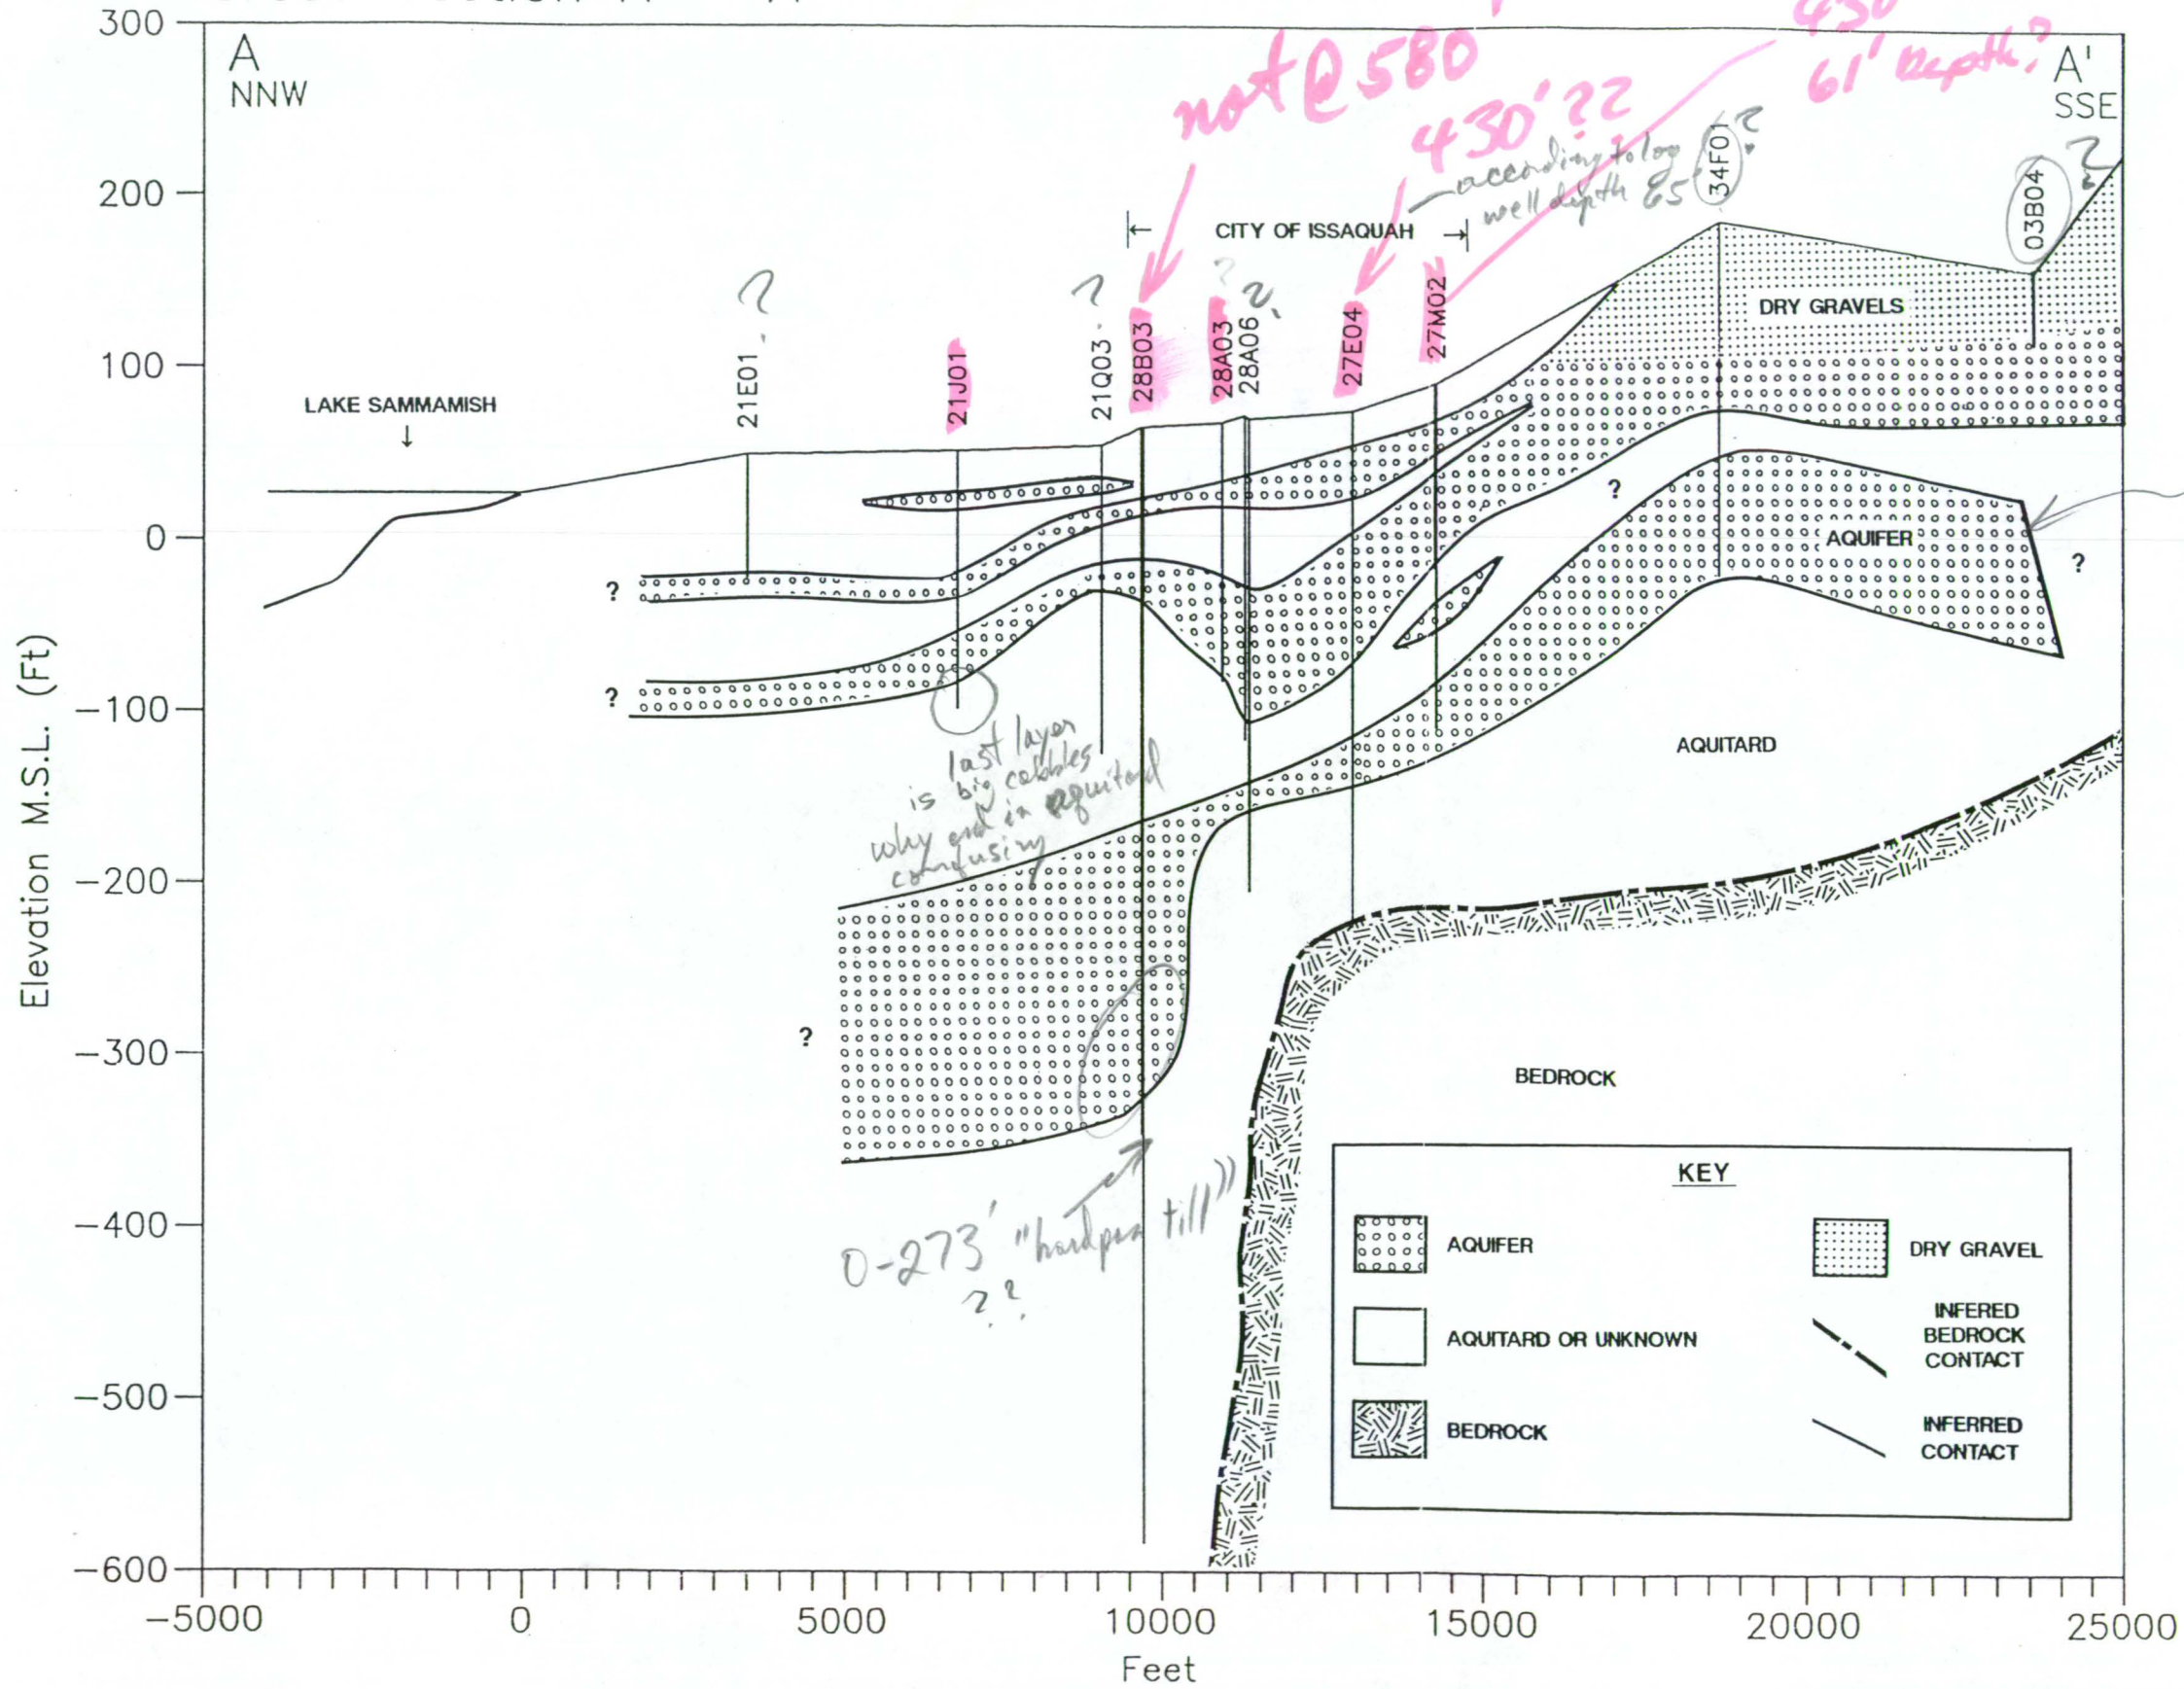 300
A
NNW
A'
SSE
not @ 580
430' ??
61' Depth?
according to log
well depth 65'
200
100
0
−100
−200
−300
−400
−500
−600
Elevation M.S.L. (Ft)
LAKE SAMMAMISH
CITY OF ISSAQUAH
21E01
?
21J01
21Q03
?
28B03
28A03
?
28A06
?
27E04
27M02
34F01
?
03B04
?
DRY GRAVELS
?
AQUIFER
?
?
?
last layer
is big cobbles
why end in aquitard
confusing
AQUITARD
?
BEDROCK
0-273' "hardpan till"
??
KEY
AQUIFER
DRY GRAVEL
AQUITARD OR UNKNOWN
INFERED
BEDROCK
CONTACT
BEDROCK
INFERRED
CONTACT
−5000
0
5000
10000
15000
20000
25000
Feet